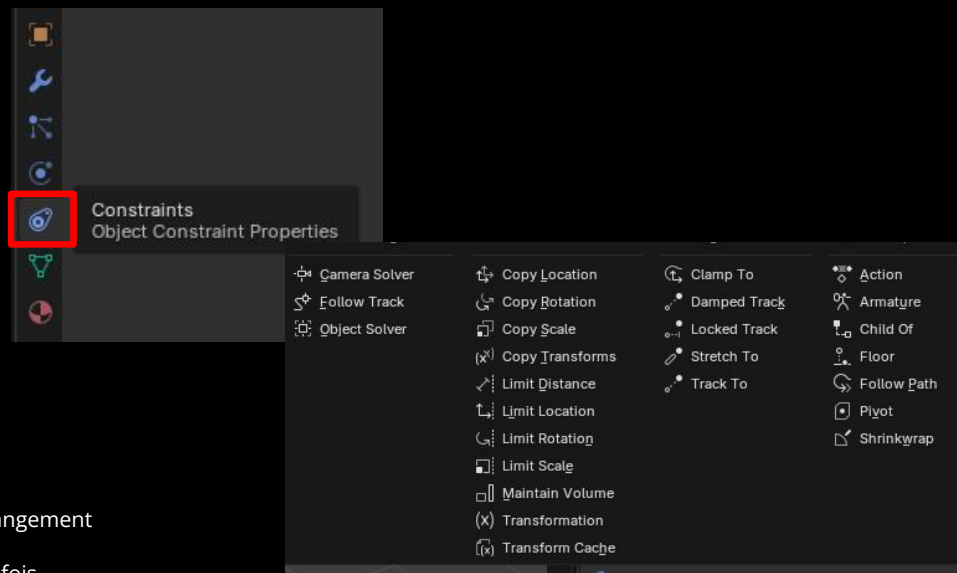 Constraints
Object Constraint Properties
Camera Solver
Follow Track
Object Solver
Copy Location
Copy Rotation
Copy Scale
Copy Transforms
Limit Distance
Limit Location
Limit Rotation
Limit Scale
Maintain Volume
Transformation
Transform Cache
Clamp To
Damped Track
Locked Track
Stretch To
Track To
Action
Armature
Child Of
Floor
Follow Path
Pivot
Shrinkwrap